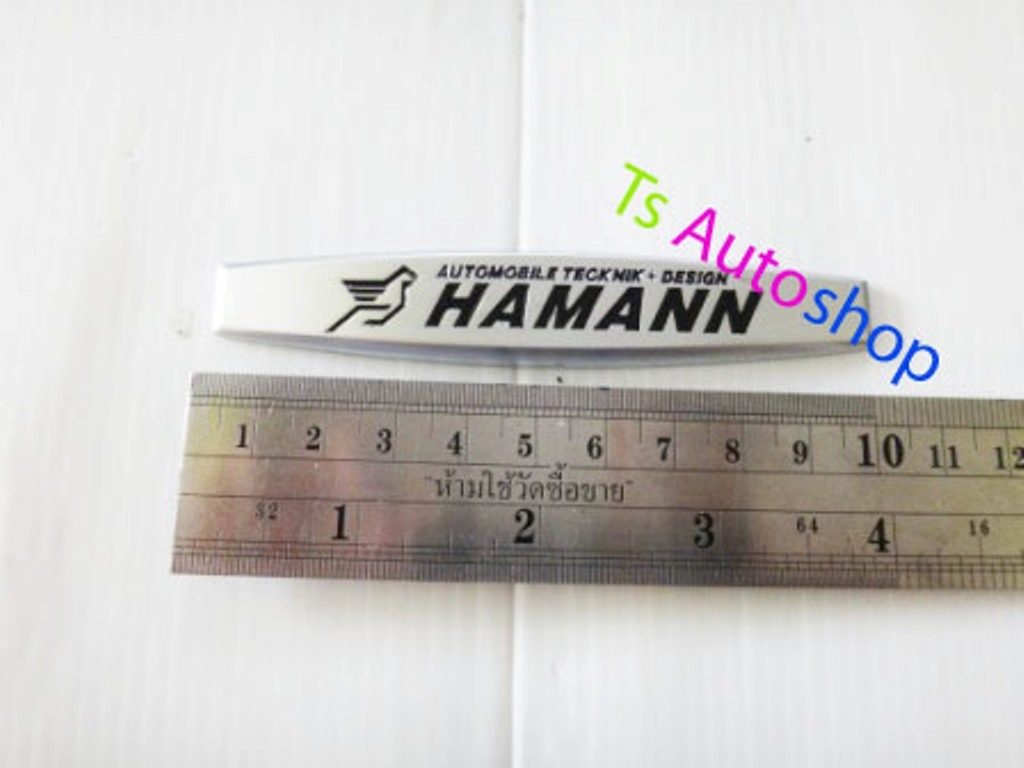 Ts Autoshop
AUTOMOBILE TECKNIK + DESIGN
HAMANN
1 2 3 4 5 6 7 8 9 10 11 12
"ห้ามใช้วัดซื้อขาย"
32 1 2 3 64 4 16